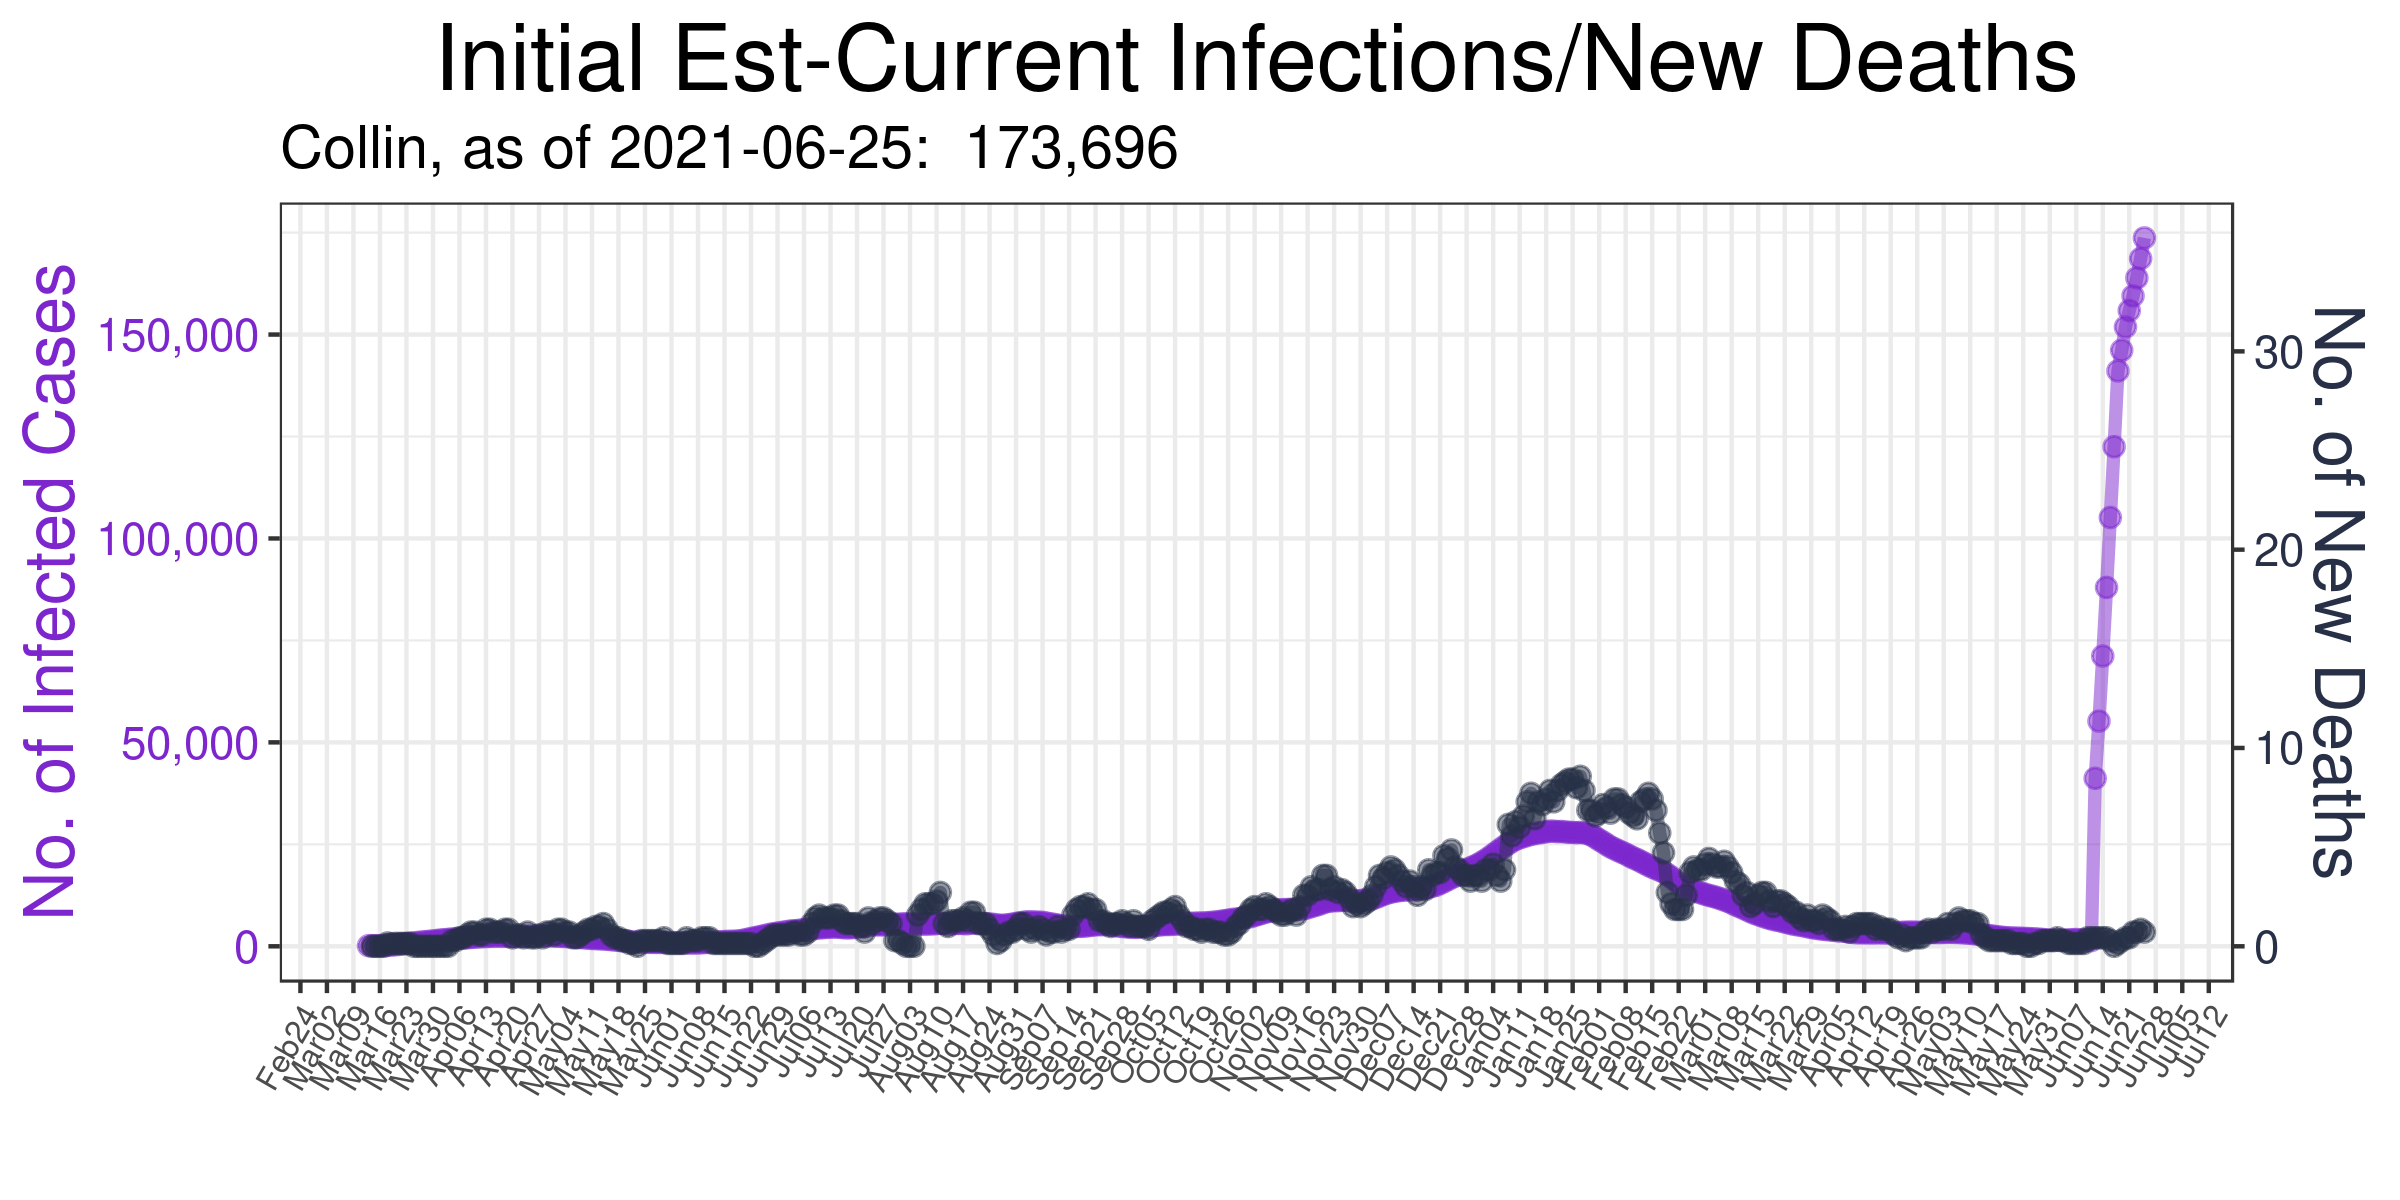 Initial Est-Current Infections/New Deaths
Collin, as of 2021-06-25:  173,696
No. of Infected Cases
150,000
100,000
50,000
0
30
20
10
0
No. of New Deaths
Feb24
Mar02
Mar09
Mar16
Mar23
Mar30
Apr06
Apr13
Apr20
Apr27
May04
May11
May18
May25
Jun01
Jun08
Jun15
Jun22
Jun29
Jul06
Jul13
Jul20
Jul27
Aug03
Aug10
Aug17
Aug24
Aug31
Sep07
Sep14
Sep21
Sep28
Oct05
Oct12
Oct19
Oct26
Nov02
Nov09
Nov16
Nov23
Nov30
Dec07
Dec14
Dec21
Dec28
Jan04
Jan11
Jan18
Jan25
Feb01
Feb08
Feb15
Feb22
Mar01
Mar08
Mar15
Mar22
Mar29
Apr05
Apr12
Apr19
Apr26
May03
May10
May17
May24
May31
Jun07
Jun14
Jun21
Jun28
Jul05
Jul12